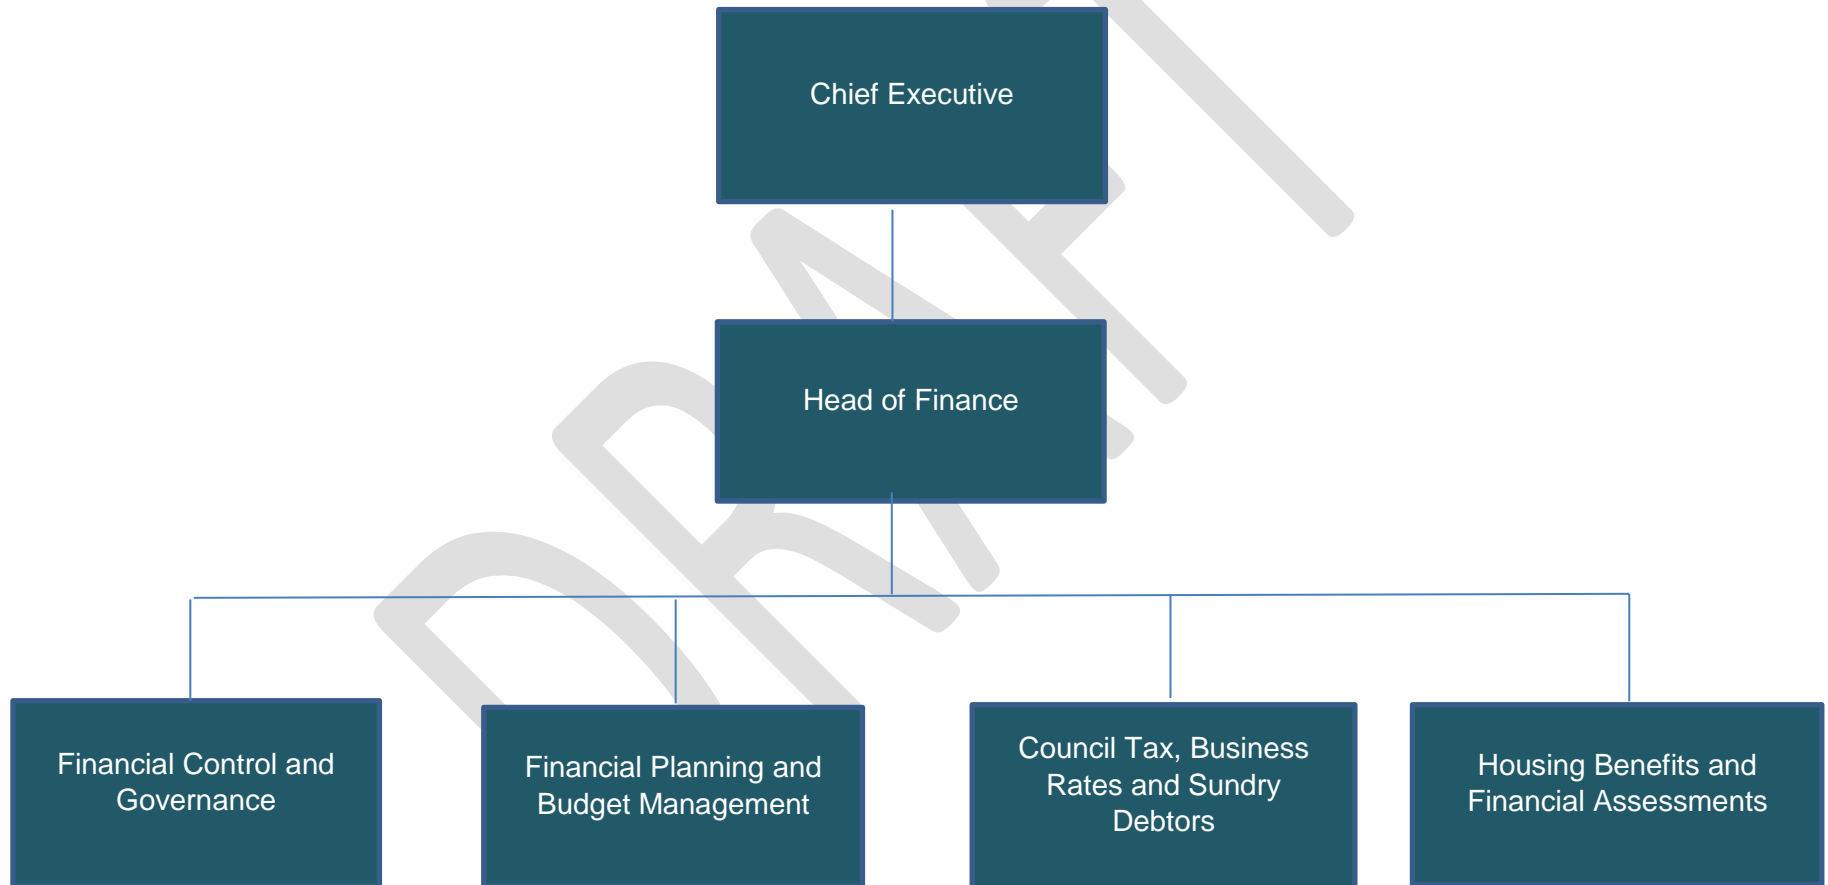 Chief Executive
Head of Finance
Financial Control and
Governance
Financial Planning and
Budget Management
Council Tax, Business
Rates and Sundry
Debtors
Housing Benefits and
Financial Assessments
DRAFT